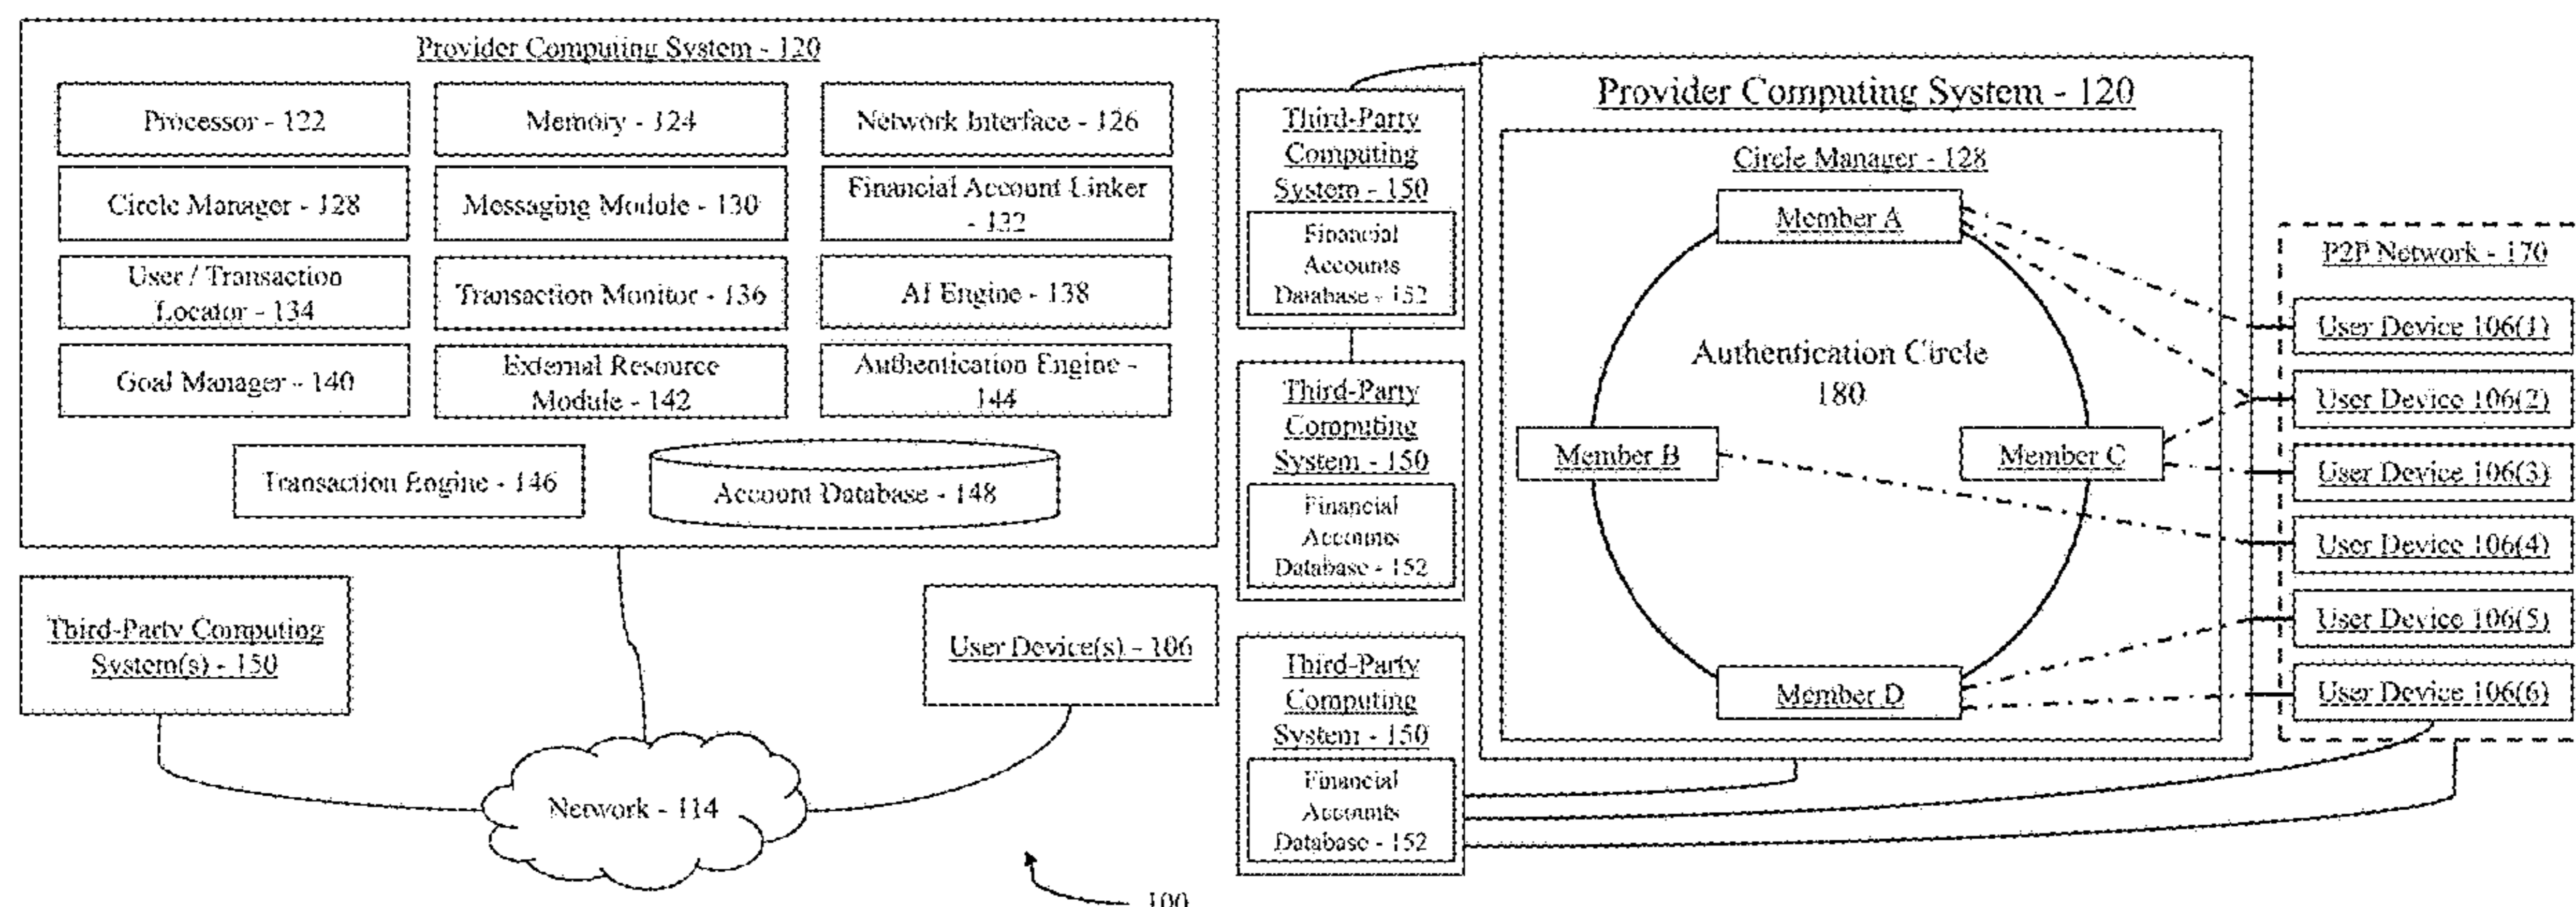 Provider Computing System - 120
Processor - 122
Memory - 124
Network Interface - 126
Circle Manager - 128
Messaging Module - 130
Financial Account Linker
- 132
User / Transaction
Locator - 134
Transaction Monitor - 136
AI Engine - 138
Goal Manager - 140
External Resource
Module - 142
Authentication Engine -
144
Transaction Engine - 146
Account Database - 148
Third-Party Computing
System(s) - 150
User Device(s) - 106
Network - 114
100
Third-Party
Computing
System - 150
Financial
Accounts
Database - 152
Third-Party
Computing
System - 150
Financial
Accounts
Database - 152
Third-Party
Computing
System - 150
Financial
Accounts
Database - 152
Provider Computing System - 120
Circle Manager - 128
Member A
Authentication Circle
180
Member B
Member C
Member D
P2P Network - 170
User Device 106(1)
User Device 106(2)
User Device 106(3)
User Device 106(4)
User Device 106(5)
User Device 106(6)